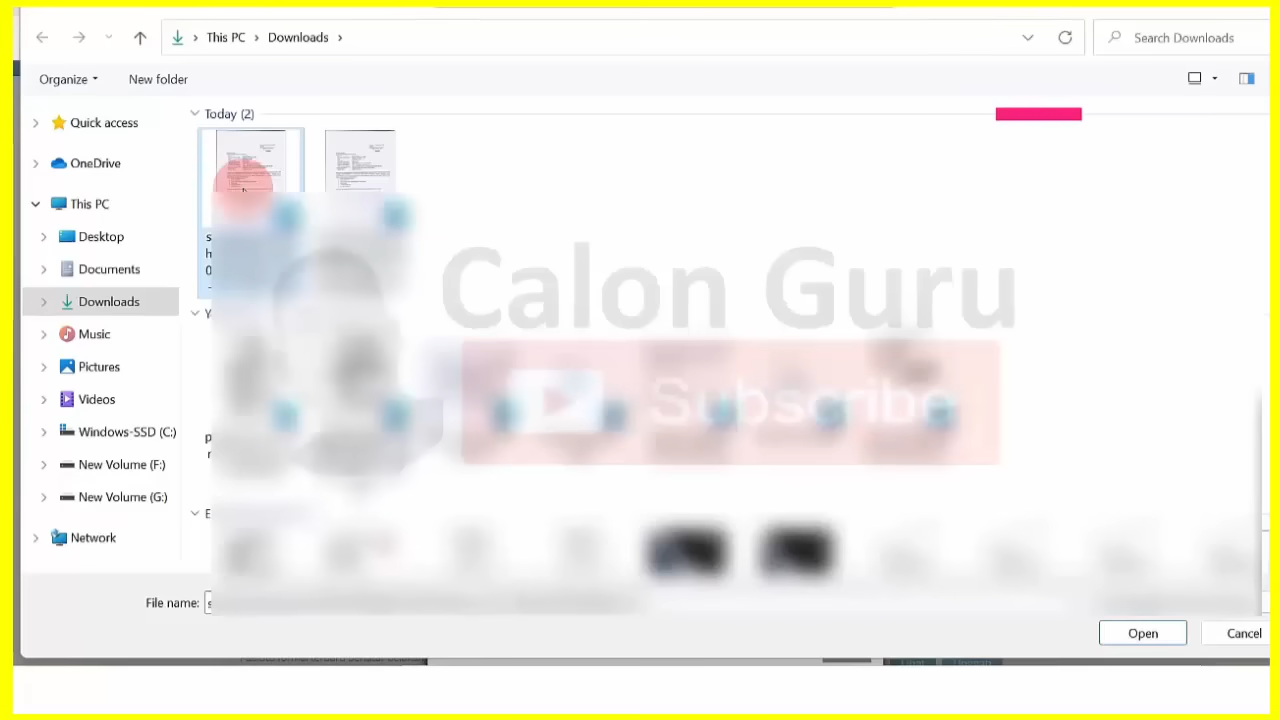 This PC > Downloads >
Search Downloads
Organize
New folder
Quick access
OneDrive
This PC
Desktop
Documents
Downloads
Music
Pictures
Videos
Windows-SSD (C:)
New Volume (F:)
New Volume (G:)
Network
Today (2)
Calon Guru
Subscribe
File name:
Open
Cancel